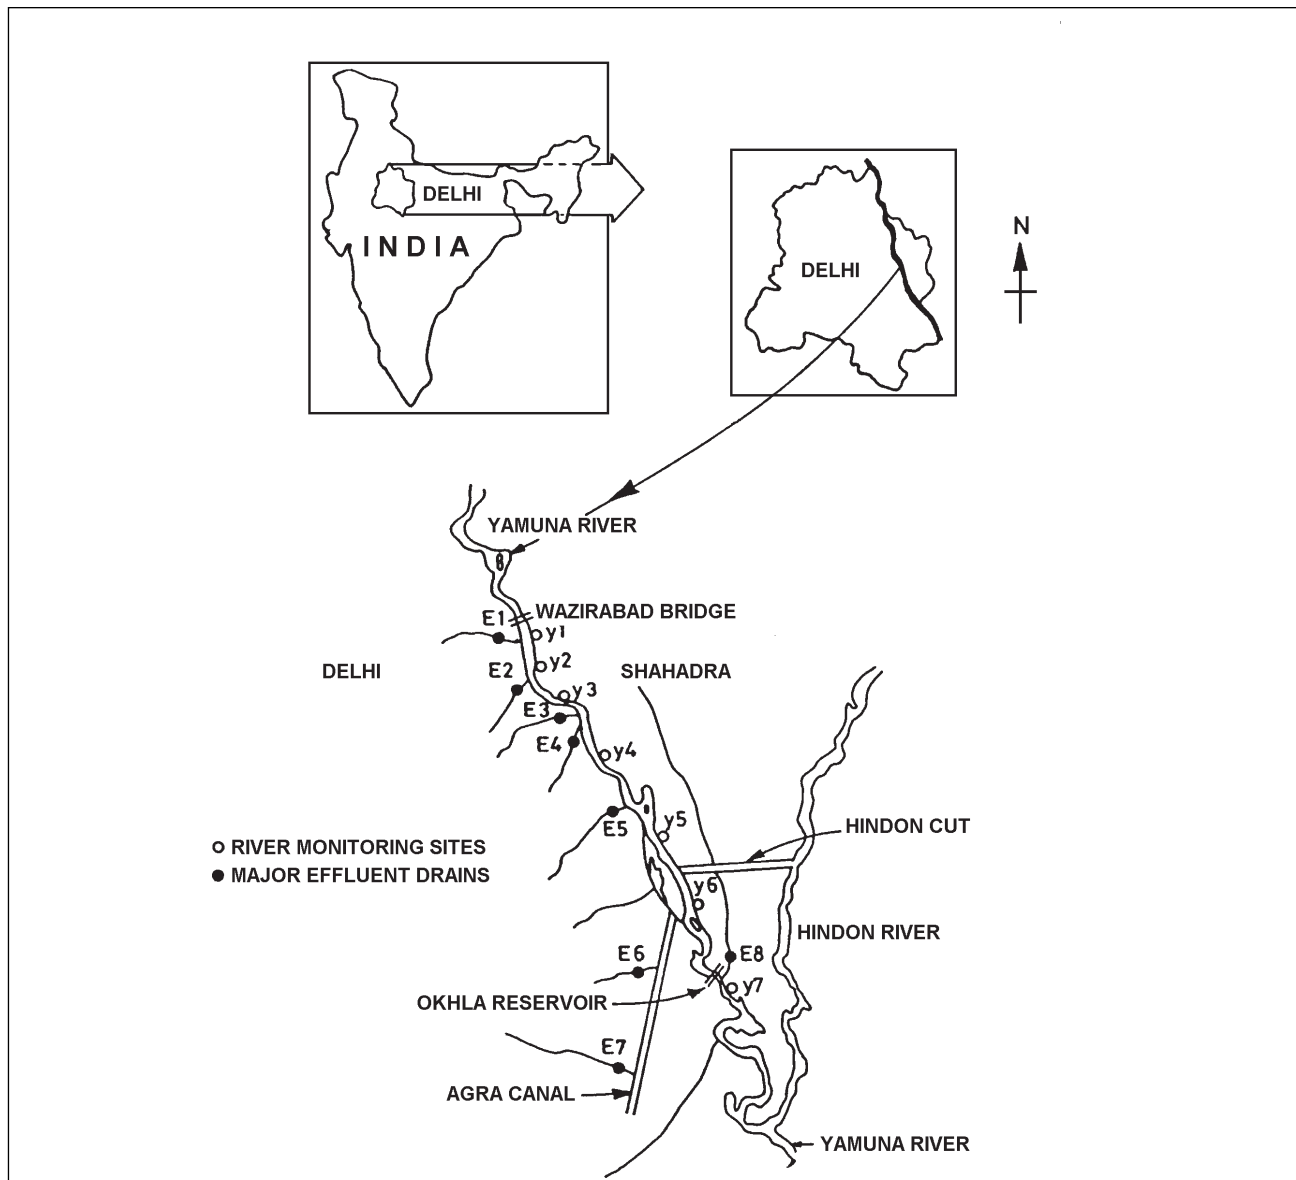 DELHI
INDIA
DELHI
N
YAMUNA RIVER
E1
WAZIRABAD BRIDGE
y1
DELHI
E2
y2
SHAHADRA
y3
E3
E4
y4
E5
y5
HINDON CUT
RIVER MONITORING SITES
MAJOR EFFLUENT DRAINS
y6
HINDON RIVER
E6
E8
OKHLA RESERVOIR
y7
E7
AGRA CANAL
YAMUNA RIVER